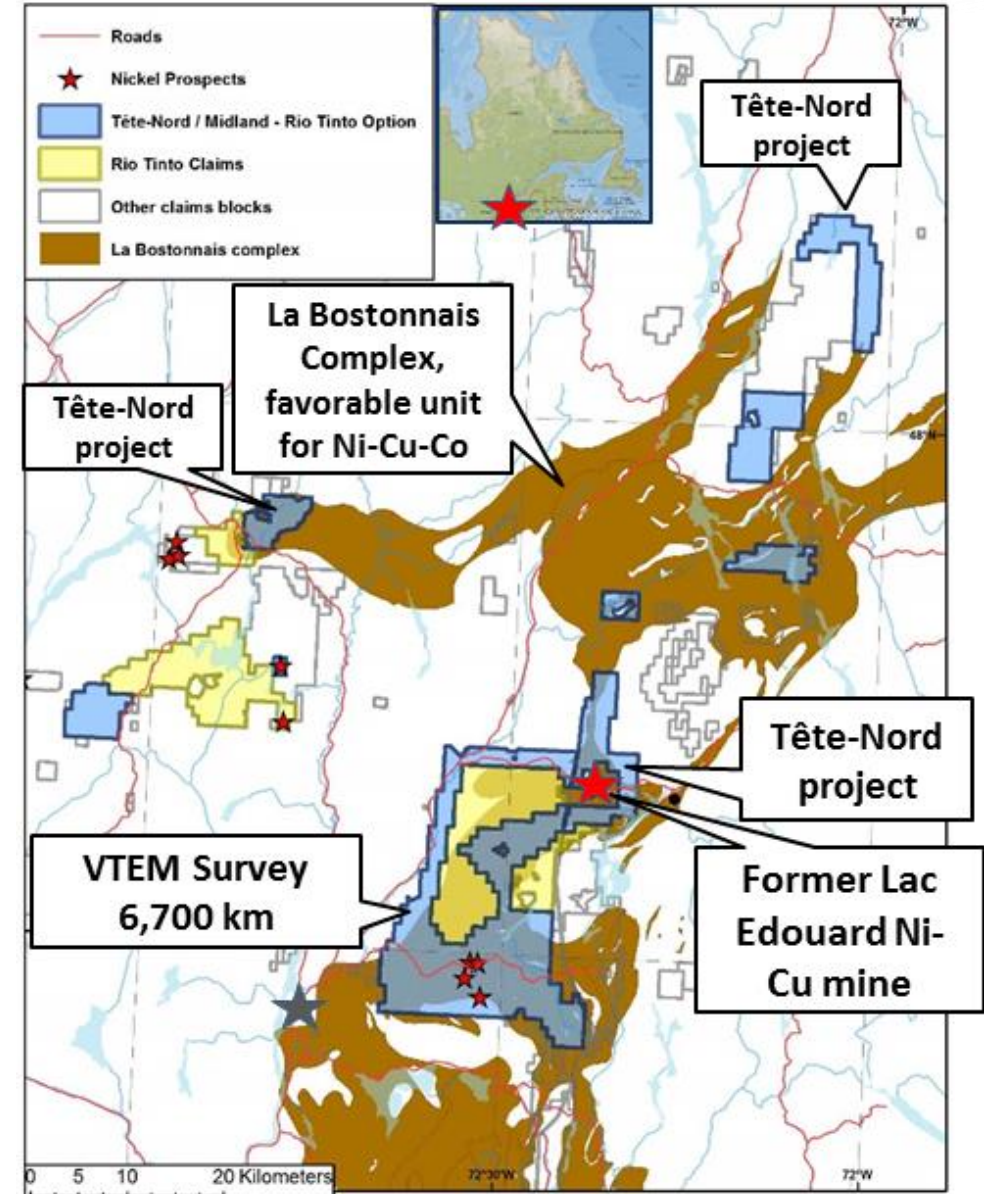 Roads
Nickel Prospects
Tête-Nord / Midland - Rio Tinto Option
Rio Tinto Claims
Other claims blocks
La Bostonnais complex
72°W
Tête-Nord
project
La Bostonnais
Complex,
favorable unit
for Ni-Cu-Co
Tête-Nord
project
48°N
Tête-Nord
project
VTEM Survey
6,700 km
Former Lac
Edouard Ni-
Cu mine
0 5 10 20 Kilometers
72°30'W
72°W